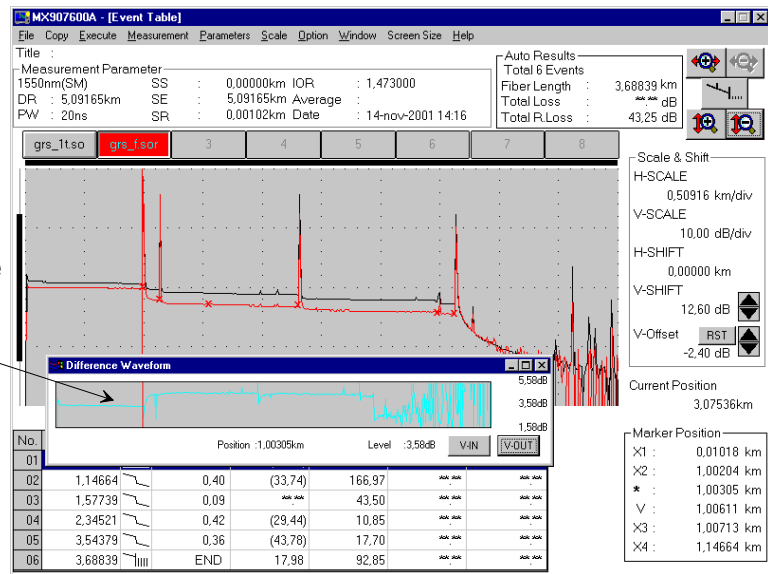 MX907600A - [Event Table]
File Copy Execute Measurement Parameters Scale Option Window Screen Size Help
Title :
Measurement Parameter
1550nm(SM) SS : 0,00000km IOR : 1,473000
DR : 5,09165km SE : 5,09165km Average :
PW : 20ns SR : 0,00102km Date : 14-nov-2001 14:16
Auto Results
Total 6 Events
Fiber Length : 3,68839 km
Total Loss : **.** dB
Total R.Loss : 43,25 dB
grs_1t.so grs_f.sor 3 4 5 6 7 8
Scale & Shift
H-SCALE
0,50916 km/div
V-SCALE
10,00 dB/div
H-SHIFT
0,00000 km
V-SHIFT
12,60 dB
V-Offset RST
-2,40 dB
Current Position
3,07536km
Marker Position
X1 : 0,01018 km
X2 : 1,00204 km
* : 1,00305 km
V : 1,00611 km
X3 : 1,00713 km
X4 : 1,14664 km
Difference Waveform
5,58dB
3,58dB
1,58dB
Position :1,00305km Level :3,58dB V-IN V-OUT
No.
01
02 1,14664 0,40 (33,74) 166,97 **.** **.**
03 1,57739 0,09 **.** 43,50 **.** **.**
04 2,34521 0,42 (29,44) 10,85 **.** **.**
05 3,54379 0,36 (43,78) 17,70 **.** **.**
06 3,68839 END 17,98 92,85 **.** **.**